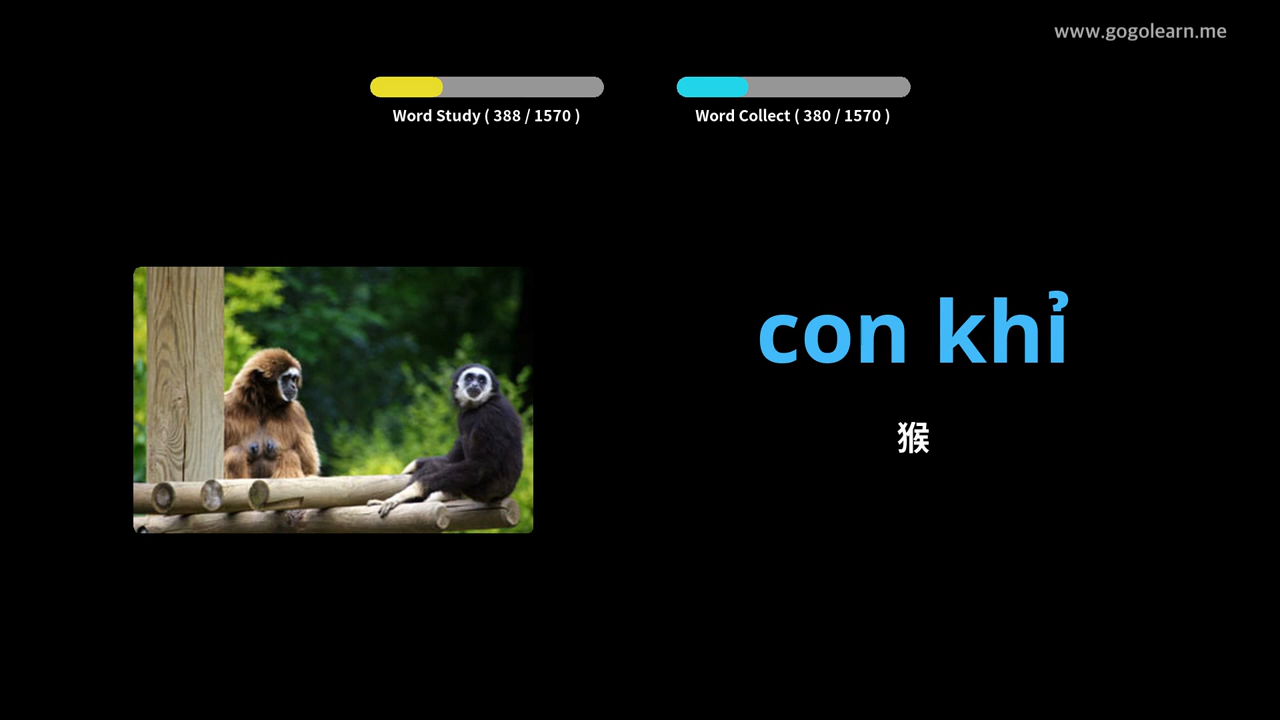 www.gogolearn.me
Word Study ( 388 / 1570 )
Word Collect ( 380 / 1570 )
con khỉ
猴